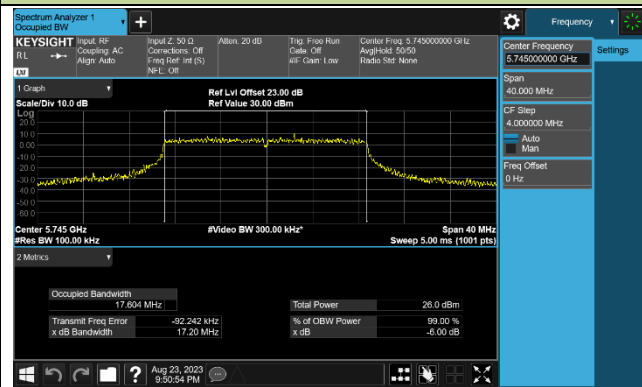 Spectrum Analyzer 1
Occupied BW
Frequency
KEYSIGHT
RL
LXI
Input: RF
Coupling: AC
Align: Auto
Input Z: 50 Ω
Corrections: Off
Freq Ref: Int (S)
NFE: Off
Atten: 20 dB
Trig: Free Run
Gate: Off
#IF Gain: Low
Center Freq: 5.745000000 GHz
Avg|Hold: 50/50
Radio Std: None
Center Frequency
5.745000000 GHz
Settings
Span
40.000 MHz
CF Step
4.000000 MHz
Auto
Man
Freq Offset
0 Hz
1 Graph
Scale/Div 10.0 dB
Ref Lvl Offset 23.00 dB
Ref Value 30.00 dBm
Log
20.0
10.0
0.00
-10.0
-20.0
-30.0
-40.0
-50.0
-60.0
Center 5.745 GHz
#Res BW 100.00 kHz
#Video BW 300.00 kHz*
Span 40 MHz
Sweep 5.00 ms (1001 pts)
2 Metrics
Occupied Bandwidth
17.604 MHz
Total Power 26.0 dBm
Transmit Freq Error -92.242 kHz
% of OBW Power 99.00 %
x dB Bandwidth 17.20 MHz
x dB -6.00 dB
Aug 23, 2023
9:50:54 PM